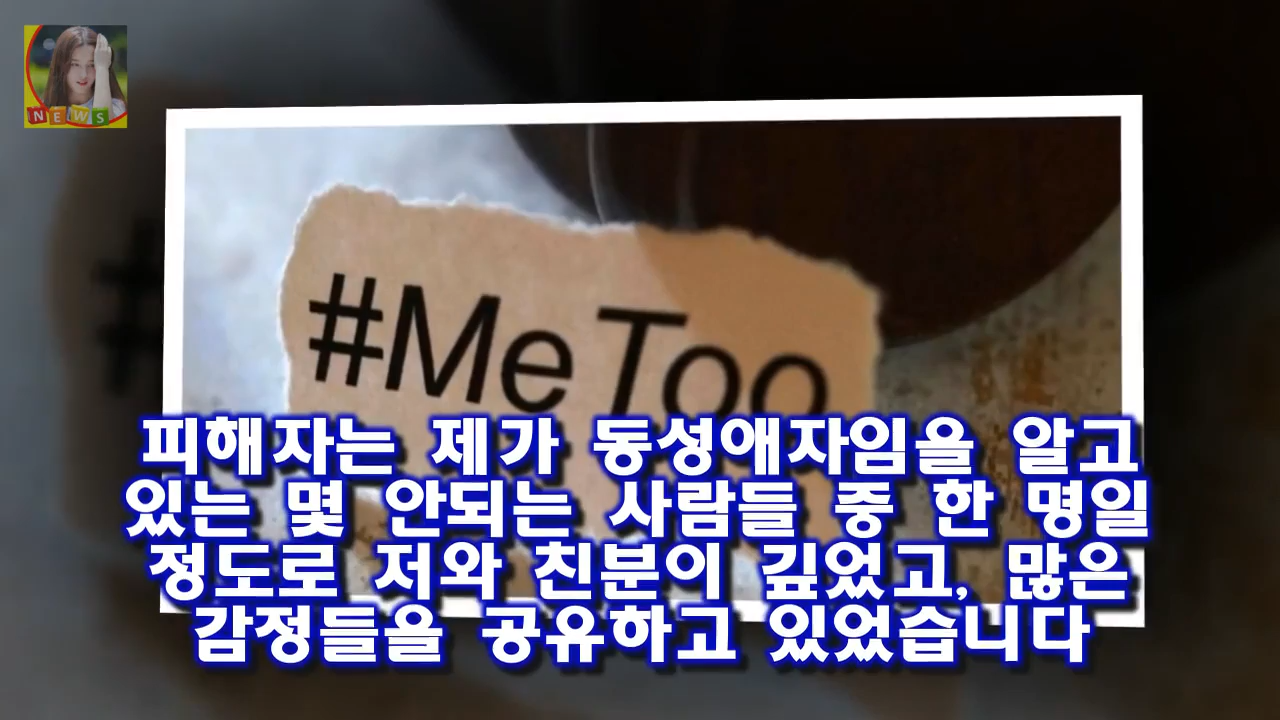 NEWS
#MeToo
피해자는 제가 동성애자임을 알고
있는 몇 안되는 사람들 중 한 명일
정도로 저와 친분이 깊었고, 많은
감정들을 공유하고 있었습니다